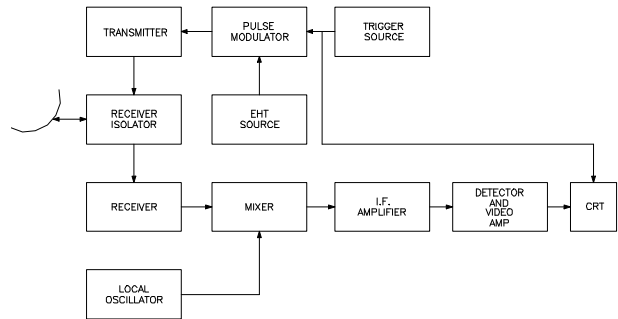 TRANSMITTER
PULSE
MODULATOR
TRIGGER
SOURCE
RECEIVER
ISOLATOR
EHT
SOURCE
RECEIVER
MIXER
I.F.
AMPLIFIER
DETECTOR
AND
VIDEO
AMP
CRT
LOCAL
OSCILLATOR